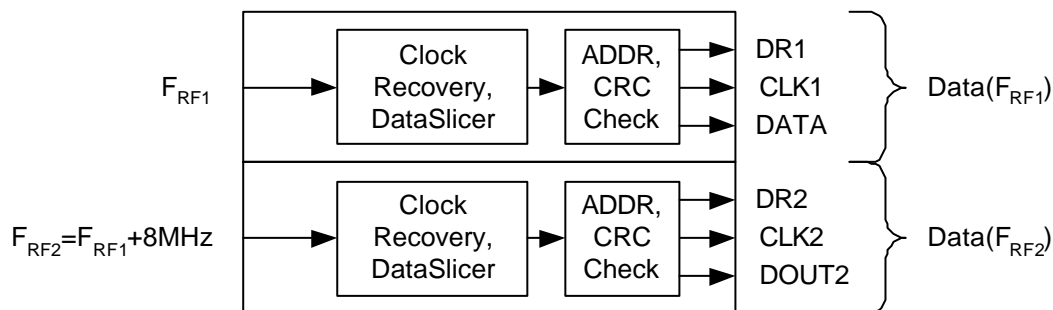 F_RF1
Clock
Recovery,
DataSlicer
ADDR,
CRC
Check
DR1
CLK1
DATA
Data(F_RF1)
F_RF2=F_RF1+8MHz
Clock
Recovery,
DataSlicer
ADDR,
CRC
Check
DR2
CLK2
DOUT2
Data(F_RF2)